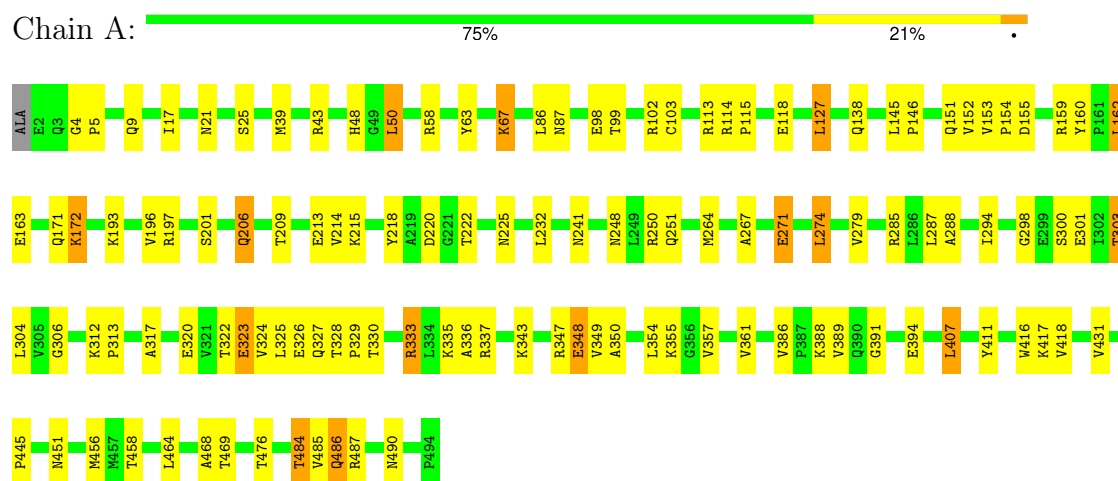 Chain A:
75% 21% •
ALA E2 Q3 G4 P5 Q9 I17 N21 S25 M39 R43 H48 G49 L50 R58 Y63 K67 L86 N87 E98 T99 R102 C103 R113 R114 P115 E118 L127 Q138 L145 P146 Q151 V152 V153 P154 D155 R159 Y160 P161 L162
E163 Q171 K172 K193 V196 R197 S201 Q206 T209 E213 V214 K215 Y218 A219 D220 G221 T222 N225 L232 N241 N248 L249 R250 Q251 M264 A267 E271 L274 V279 R285 L286 L287 A288 I294 G298 E299 S300 E301 I302 T303
L304 V305 G306 K312 P313 A317 E320 V321 T322 E323 V324 L325 E326 Q327 T328 P329 T330 R333 L334 K335 A336 R337 K343 R347 E348 V349 A350 L354 K355 G356 V357 V361 V386 P387 K388 V389 Q390 G391 E394 L407 Y411 W416 K417 V418 V431
P445 N451 M456 M457 T458 L464 A468 T469 T476 T484 V485 Q486 R487 N490 P494